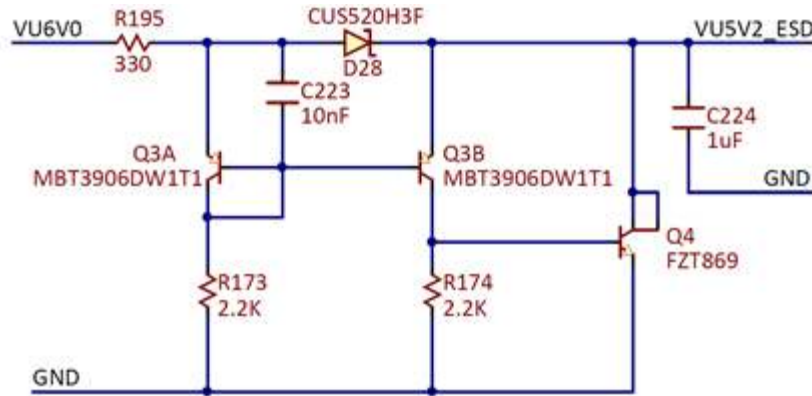 CUS520H3F
VU6V0
R195
330
D28
VU5V2_ESD
C223
10nF
C224
1uF
Q3A
MBT3906DW1T1
Q3B
MBT3906DW1T1
GND
Q4
FZT869
R173
2.2K
R174
2.2K
GND